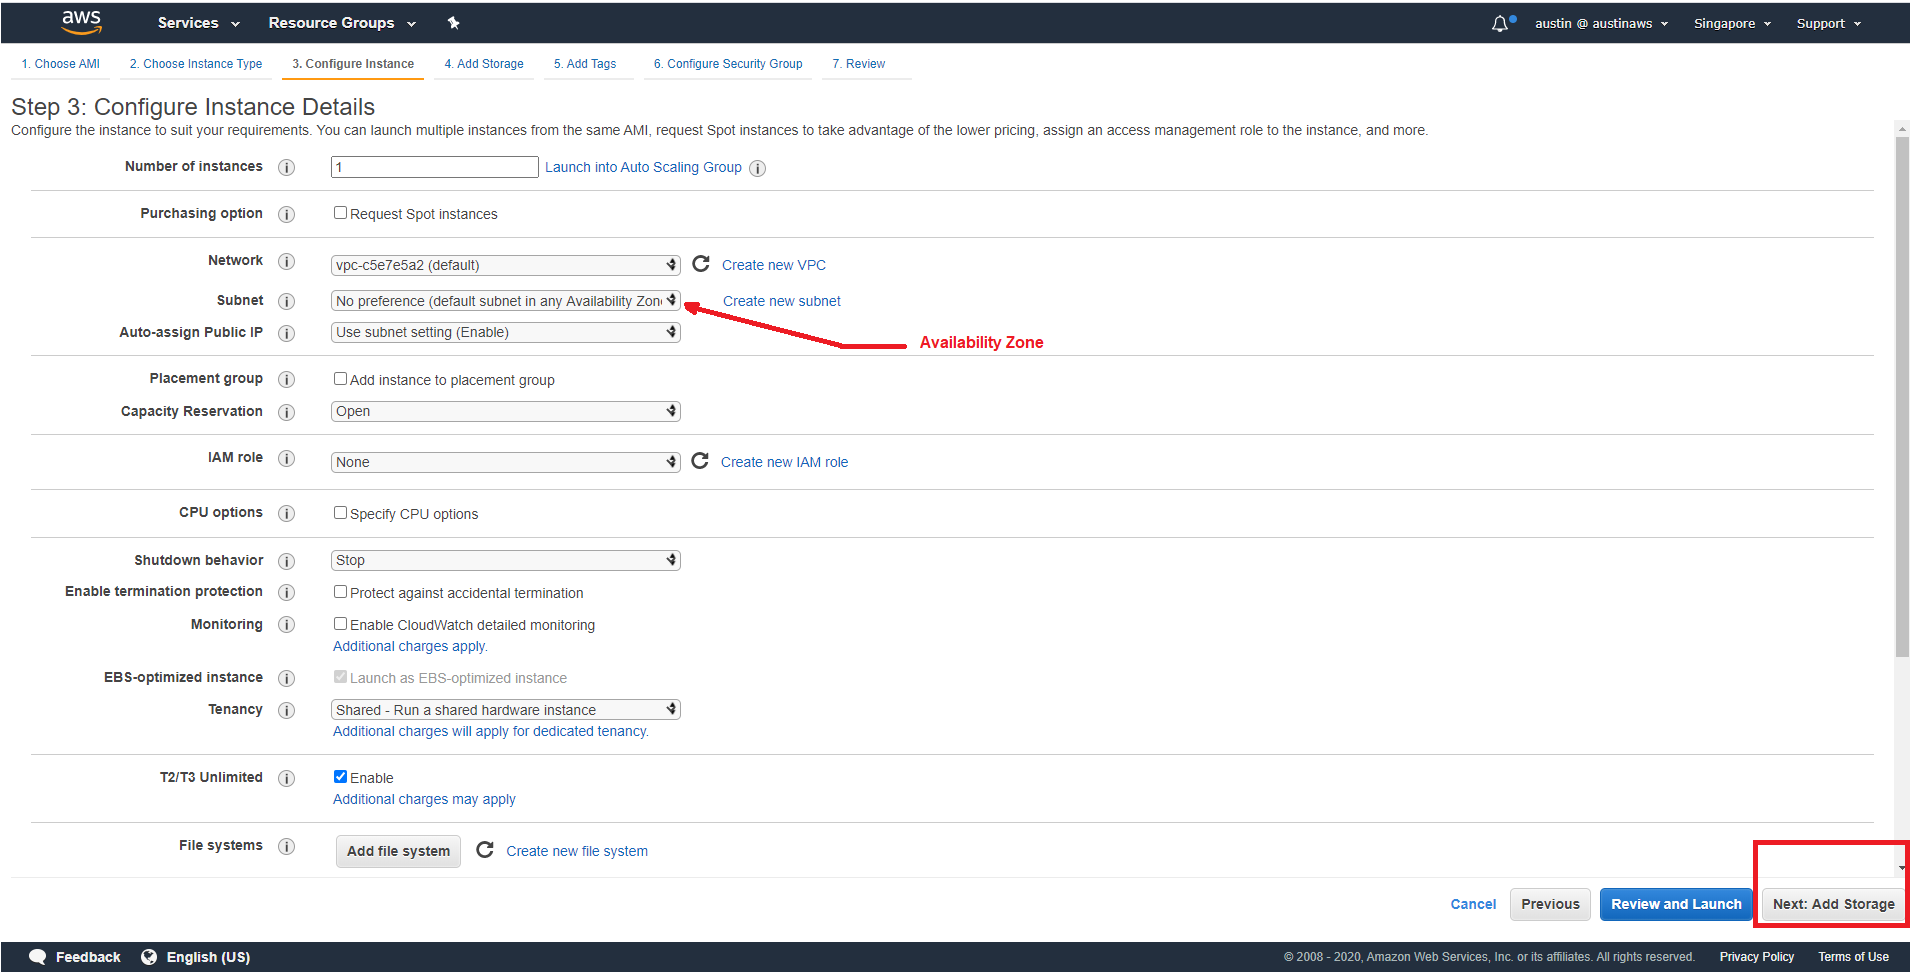 aws Services Resource Groups austin @ austinaws Singapore Support
1. Choose AMI 2. Choose Instance Type 3. Configure Instance 4. Add Storage 5. Add Tags 6. Configure Security Group 7. Review
Step 3: Configure Instance Details
Configure the instance to suit your requirements. You can launch multiple instances from the same AMI, request Spot instances to take advantage of the lower pricing, assign an access management role to the instance, and more.
Number of instances i 1 Launch into Auto Scaling Group i
Purchasing option i Request Spot instances
Network i vpc-c5e7e5a2 (default) Create new VPC
Subnet i No preference (default subnet in any Availability Zone Create new subnet
Auto-assign Public IP i Use subnet setting (Enable)
Availability Zone
Placement group i Add instance to placement group
Capacity Reservation i Open
IAM role i None Create new IAM role
CPU options i Specify CPU options
Shutdown behavior i Stop
Enable termination protection i Protect against accidental termination
Monitoring i Enable CloudWatch detailed monitoring
Additional charges apply.
EBS-optimized instance i Launch as EBS-optimized instance
Tenancy i Shared - Run a shared hardware instance
Additional charges will apply for dedicated tenancy.
T2/T3 Unlimited i Enable
Additional charges may apply
File systems i Add file system Create new file system
Cancel Previous Review and Launch Next: Add Storage
Feedback English (US) © 2008 - 2020, Amazon Web Services, Inc. or its affiliates. All rights reserved. Privacy Policy Terms of Use